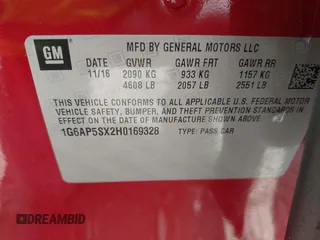 GM
MFD BY GENERAL MOTORS LLC
11/16 GVWR GAWR FRT GAWR RR
2090 KG 933 KG 1157 KG
4608 LB 2057 LB 2551 LB
THIS VEHICLE CONFORMS TO ALL APPLICABLE U.S. FEDERAL MOTOR
VEHICLE SAFETY, BUMPER, AND THEFT PREVENTION STANDARDS
IN EFFECT ON THE DATE OF MANUFACTURE SHOWN ABOVE.
1G6AP5SX2H0169328 TYPE: PASS CAR
DREAMBID